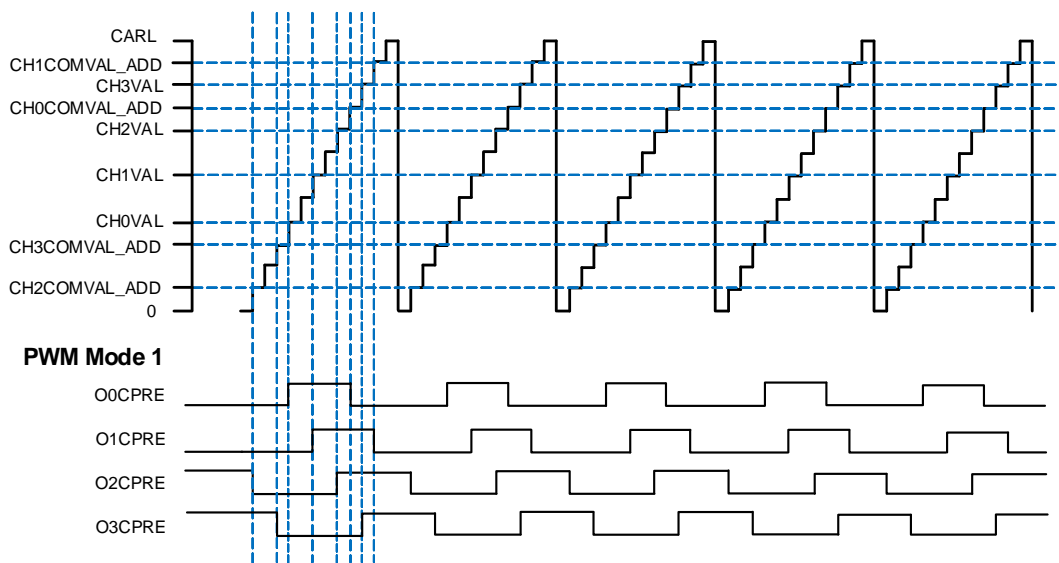 CARL
CH1COMVAL_ADD
CH3VAL
CH0COMVAL_ADD
CH2VAL
CH1VAL
CH0VAL
CH3COMVAL_ADD
CH2COMVAL_ADD
0
PWM Mode 1
O0CPRE
O1CPRE
O2CPRE
O3CPRE